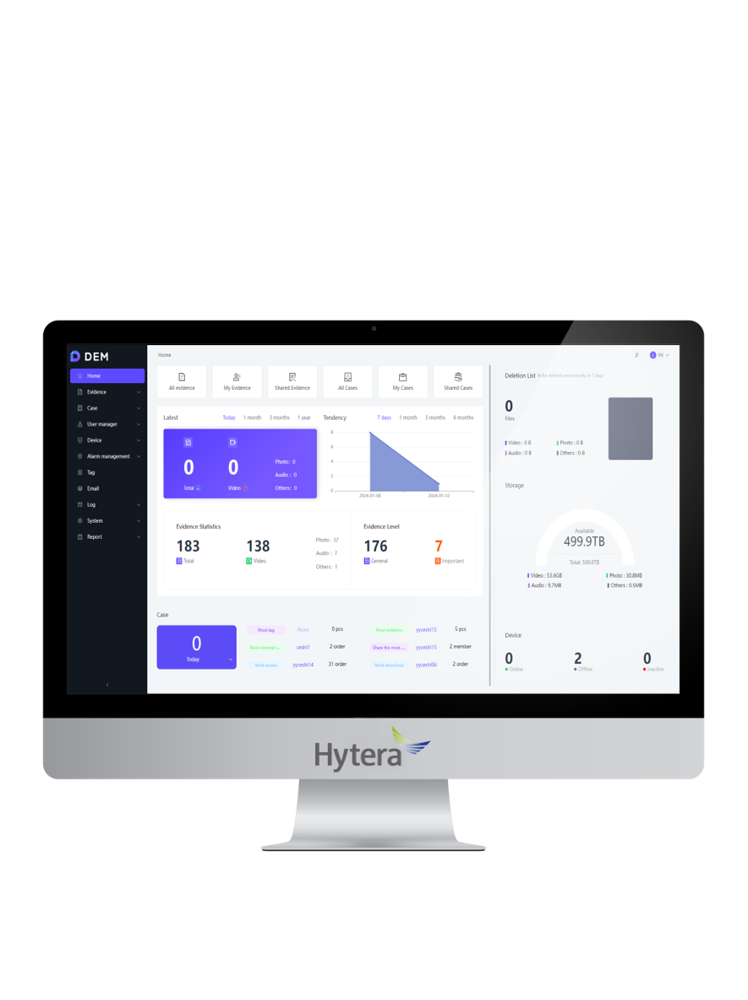 DEM
Home
Evidence
Case
User manager
Device
Alarm management
Tag
Email
Log
System
Report
Home
All evidence
My Evidence
Shared Evidence
All Cases
My Cases
Shared Cases
Latest
Today 1 month 3 months 1 year
0
0
Total
Video
Photo: 0
Audio : 0
Others: 0
Tendency
7 days 1 month 3 months 6 months
8
6
4
2
0
2024-01-08 2024-01-12
Evidence Statistics
183
Total
138
Video
Photo: 37
Audio : 7
Others: 1
Evidence Level
176
General
7
Important
Case
0
Today
Most tag None 0 pcs
Most external s... ceshi1 2 order
Most access yyceshi14 31 order
Most evidence yyceshi15 5 pcs
Share the most ... yyceshi15 2 member
Most download yyceshi06 2 order
Deletion List To be deleted permanently in 7 days.
0
Files
Video : 0 B Photo : 0 B
Audio : 0 B Others : 0 B
Storage
Available
499.9TB
Total: 500.0TB
Video : 53.6GB Photo : 30.8MB
Audio : 9.7MB Others : 0.5MB
Device
0 2 0
Online Offline Inactive
Hytera